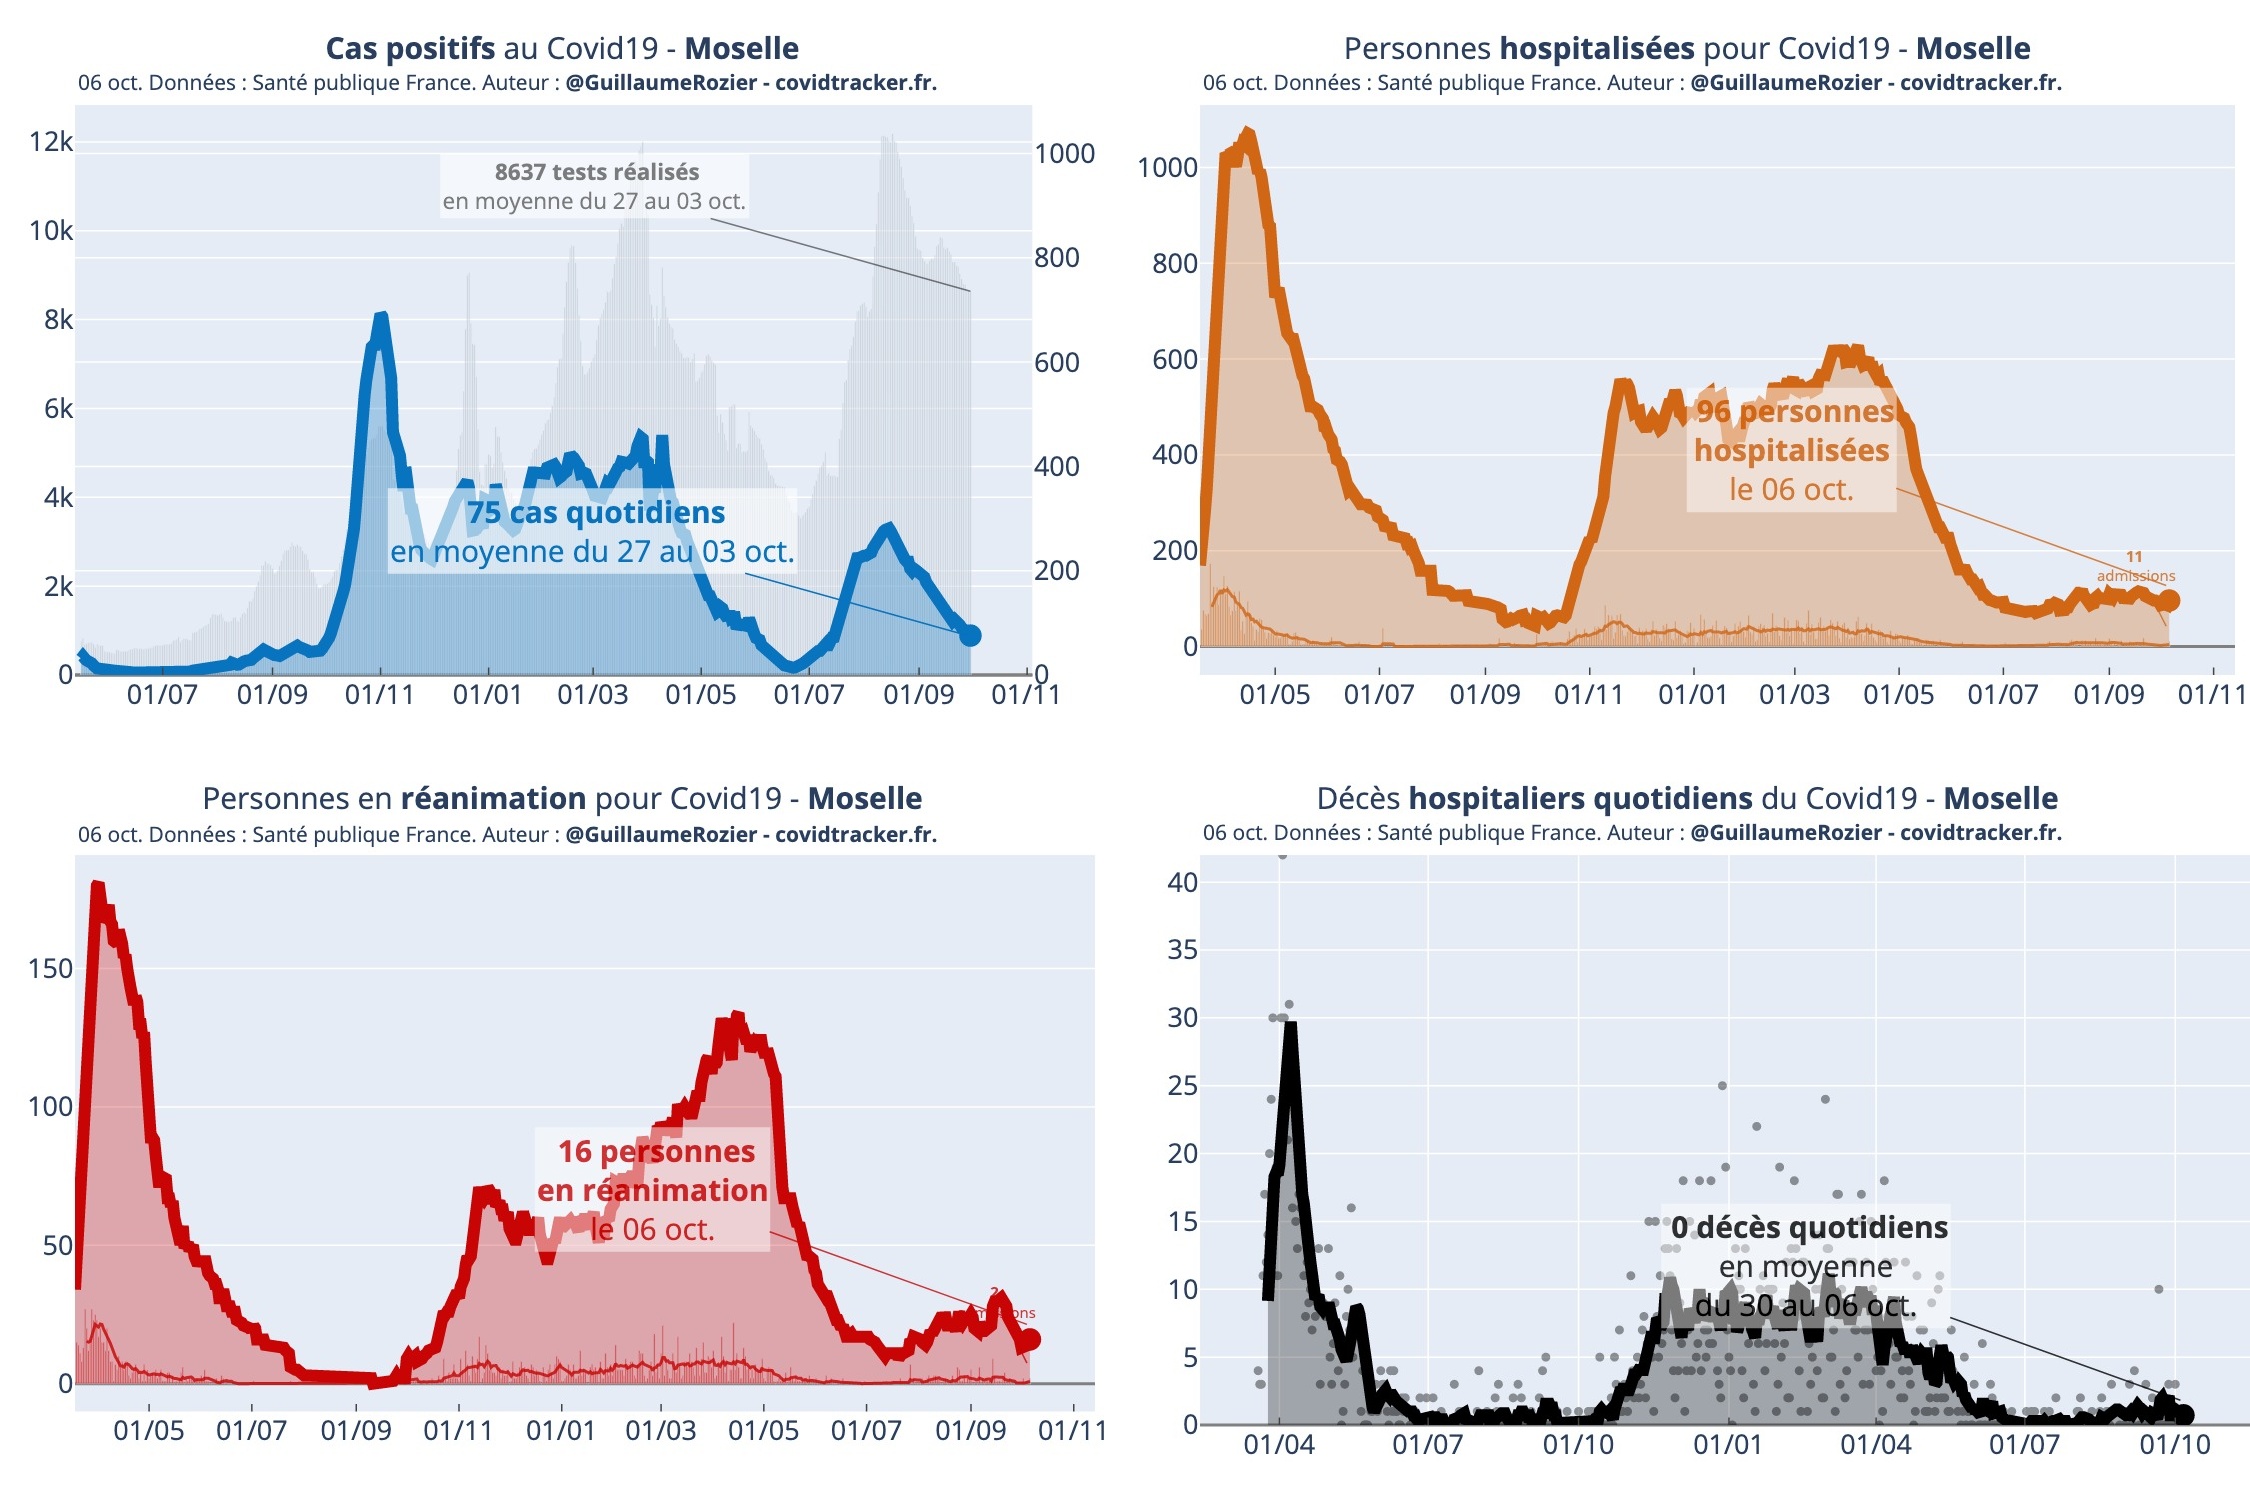 Cas positifs au Covid19 - Moselle
06 oct. Données : Santé publique France. Auteur : @GuillaumeRozier - covidtracker.fr.
12k
10k
8k
6k
4k
2k
0
1000
800
600
400
200
0
8637 tests réalisés
en moyenne du 27 au 03 oct.
75 cas quotidiens
en moyenne du 27 au 03 oct.
01/07 01/09 01/11 01/01 01/03 01/05 01/07 01/09 01/11
Personnes hospitalisées pour Covid19 - Moselle
06 oct. Données : Santé publique France. Auteur : @GuillaumeRozier - covidtracker.fr.
1000
800
600
400
200
0
96 personnes
hospitalisées
le 06 oct.
11
admissions
01/05 01/07 01/09 01/11 01/01 01/03 01/05 01/07 01/09 01/11
Personnes en réanimation pour Covid19 - Moselle
06 oct. Données : Santé publique France. Auteur : @GuillaumeRozier - covidtracker.fr.
150
100
50
0
16 personnes
en réanimation
le 06 oct.
2
01/05 01/07 01/09 01/11 01/01 01/03 01/05 01/07 01/09 01/11
Décès hospitaliers quotidiens du Covid19 - Moselle
06 oct. Données : Santé publique France. Auteur : @GuillaumeRozier - covidtracker.fr.
40
35
30
25
20
15
10
5
0
0 décès quotidiens
en moyenne
du 30 au 06 oct.
01/04 01/07 01/10 01/01 01/04 01/07 01/10